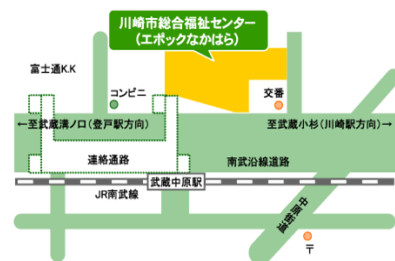 川崎市総合福祉センター
（エポックなかはら）
富士通K.K
コンビニ
交番
←至武蔵溝ノ口（登戸駅方向）
至武蔵小杉（川崎駅方向）→
連絡通路
南武沿線道路
武蔵中原駅
JR南武線
中原街道
〒